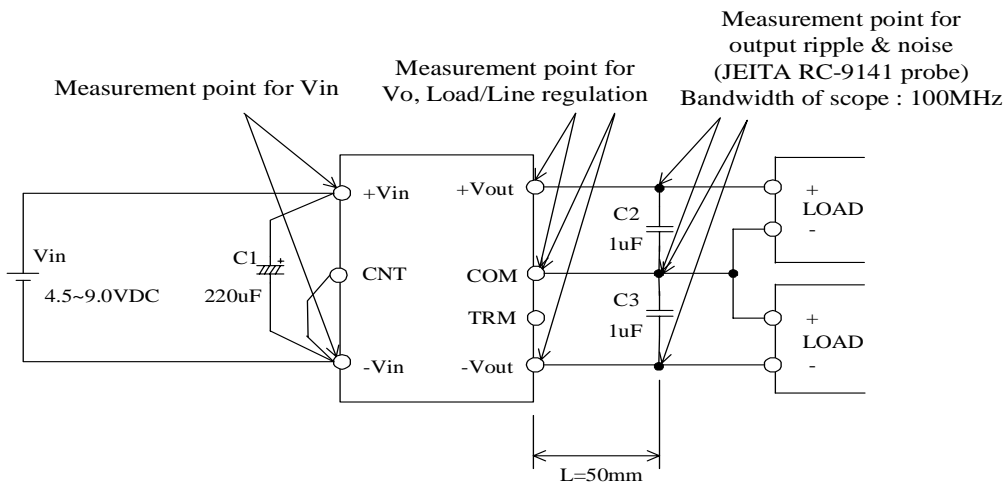 Measurement point for
output ripple & noise
(JEITA RC-9141 probe)
Bandwidth of scope : 100MHz
Measurement point for
Vo, Load/Line regulation
Measurement point for Vin
+Vin
+Vout
+
LOAD
-
C2
1uF
Vin
4.5~9.0VDC
C1
+
220uF
CNT
COM
TRM
C3
1uF
+
LOAD
-
-Vin
-Vout
L=50mm